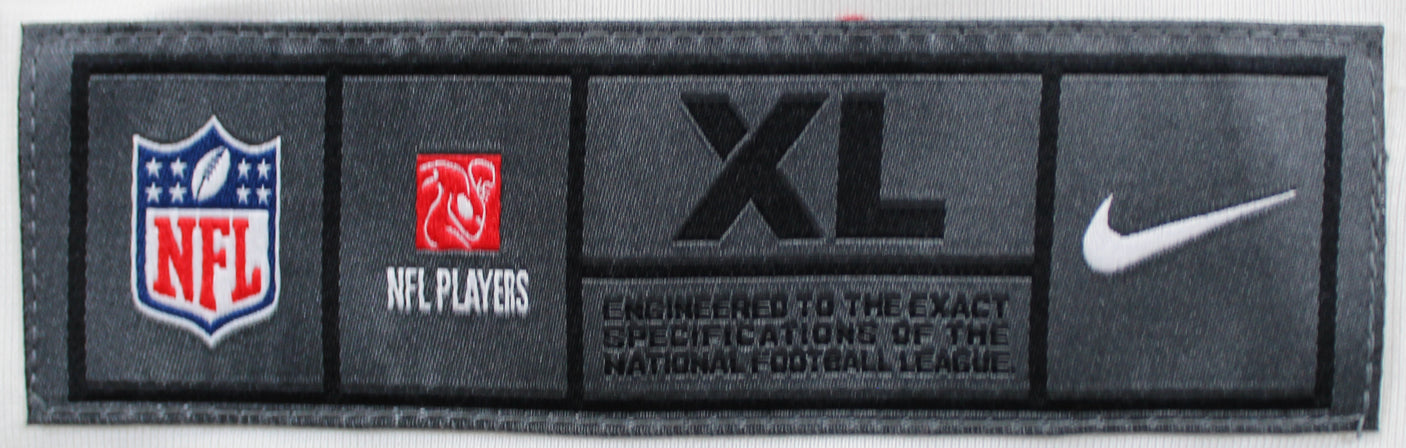 NFL
NFL PLAYERS
XL
ENGINEERED TO THE EXACT
SPECIFICATIONS OF THE
NATIONAL FOOTBALL LEAGUE.